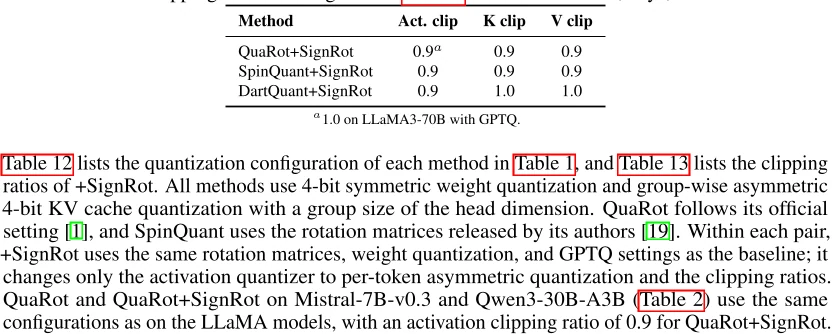 Method Act. clip K clip V clip
QuaRot+SignRot 0.9a 0.9 0.9
SpinQuant+SignRot 0.9 0.9 0.9
DartQuant+SignRot 0.9 1.0 1.0
a1.0 on LLaMA3-70B with GPTQ.
Table 12 lists the quantization configuration of each method in Table 1, and Table 13 lists the clipping
ratios of +SignRot. All methods use 4-bit symmetric weight quantization and group-wise asymmetric
4-bit KV cache quantization with a group size of the head dimension. QuaRot follows its official
setting [1], and SpinQuant uses the rotation matrices released by its authors [19]. Within each pair,
+SignRot uses the same rotation matrices, weight quantization, and GPTQ settings as the baseline; it
changes only the activation quantizer to per-token asymmetric quantization and the clipping ratios.
QuaRot and QuaRot+SignRot on Mistral-7B-v0.3 and Qwen3-30B-A3B (Table 2) use the same
configurations as on the LLaMA models, with an activation clipping ratio of 0.9 for QuaRot+SignRot.